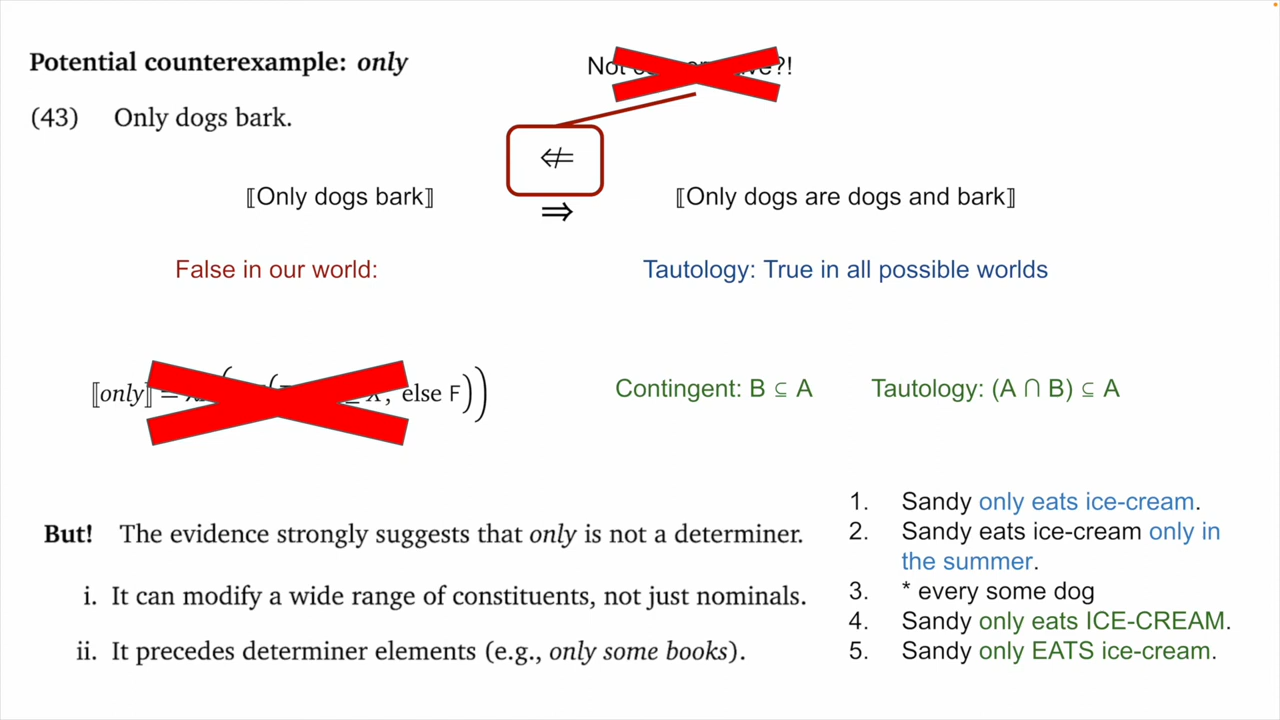 Potential counterexample: only
Not ?!
(43) Only dogs bark.
⇍
⟦Only dogs bark⟧
⇒
⟦Only dogs are dogs and bark⟧
False in our world:
Tautology: True in all possible worlds
⟦only⟧ = , else F))
Contingent: B ⊆ A
Tautology: (A ∩ B) ⊆ A
But! The evidence strongly suggests that only is not a determiner.
i. It can modify a wide range of constituents, not just nominals.
ii. It precedes determiner elements (e.g., only some books).
1. Sandy only eats ice-cream.
2. Sandy eats ice-cream only in
the summer.
3. * every some dog
4. Sandy only eats ICE-CREAM.
5. Sandy only EATS ice-cream.